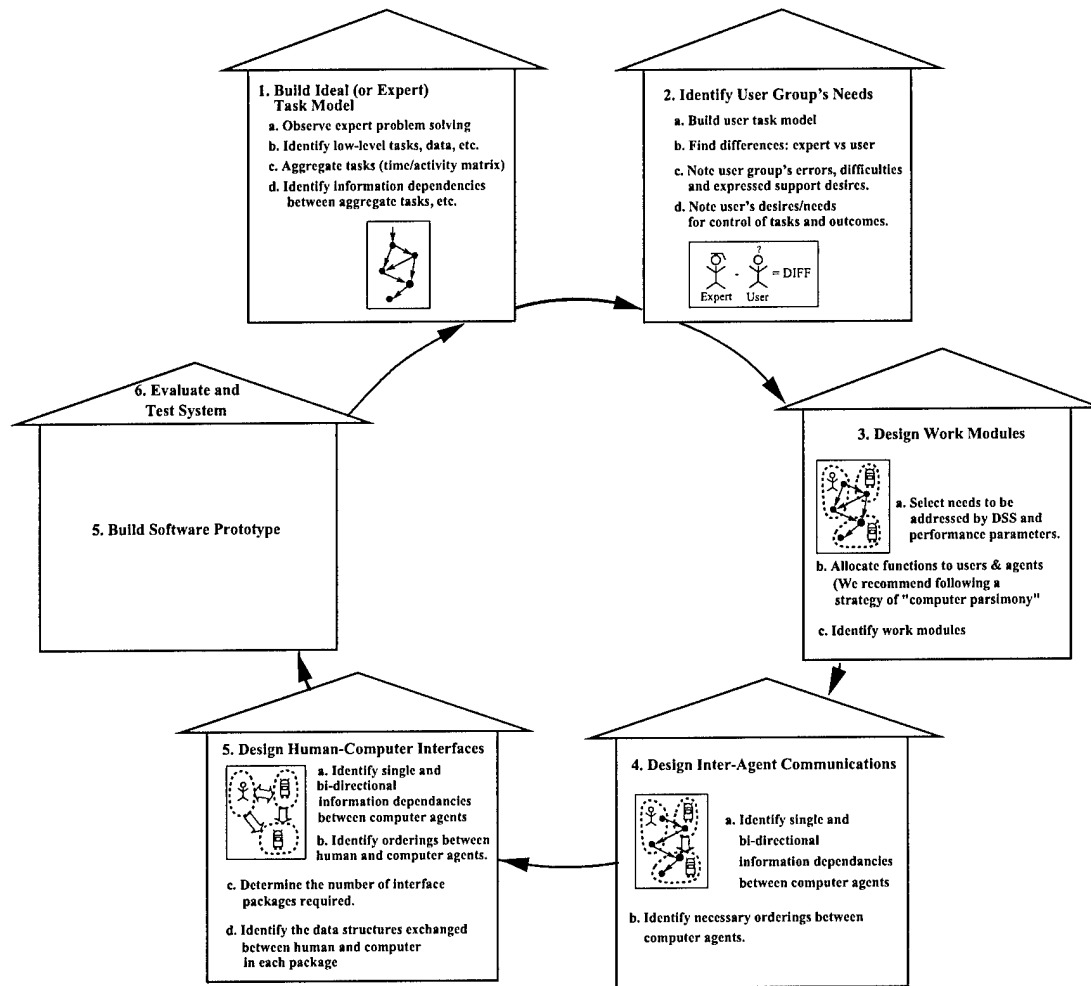 1. Build Ideal (or Expert)
Task Model
a. Observe expert problem solving
b. Identify low-level tasks, data, etc.
c. Aggregate tasks (time/activity matrix)
d. Identify information dependencies
between aggregate tasks, etc.
2. Identify User Group's Needs
a. Build user task model
b. Find differences: expert vs user
c. Note user group's errors, difficulties
and expressed support desires.
d. Note user's desires/needs
for control of tasks and outcomes.
?
- = DIFF
Expert User
3. Design Work Modules
a. Select needs to be
addressed by DSS and
performance parameters.
b. Allocate functions to users & agents
(We recommend following a
strategy of "computer parsimony"
c. Identify work modules
4. Design Inter-Agent Communications
a. Identify single and
bi-directional
information dependancies
between computer agents
b. Identify necessary orderings between
computer agents.
5. Design Human-Computer Interfaces
a. Identify single and
bi-directional
information dependancies
between computer agents
b. Identify orderings between
human and computer agents.
c. Determine the number of interface
packages required.
d. Identify the data structures exchanged
between human and computer
in each package
6. Evaluate and
Test System
5. Build Software Prototype